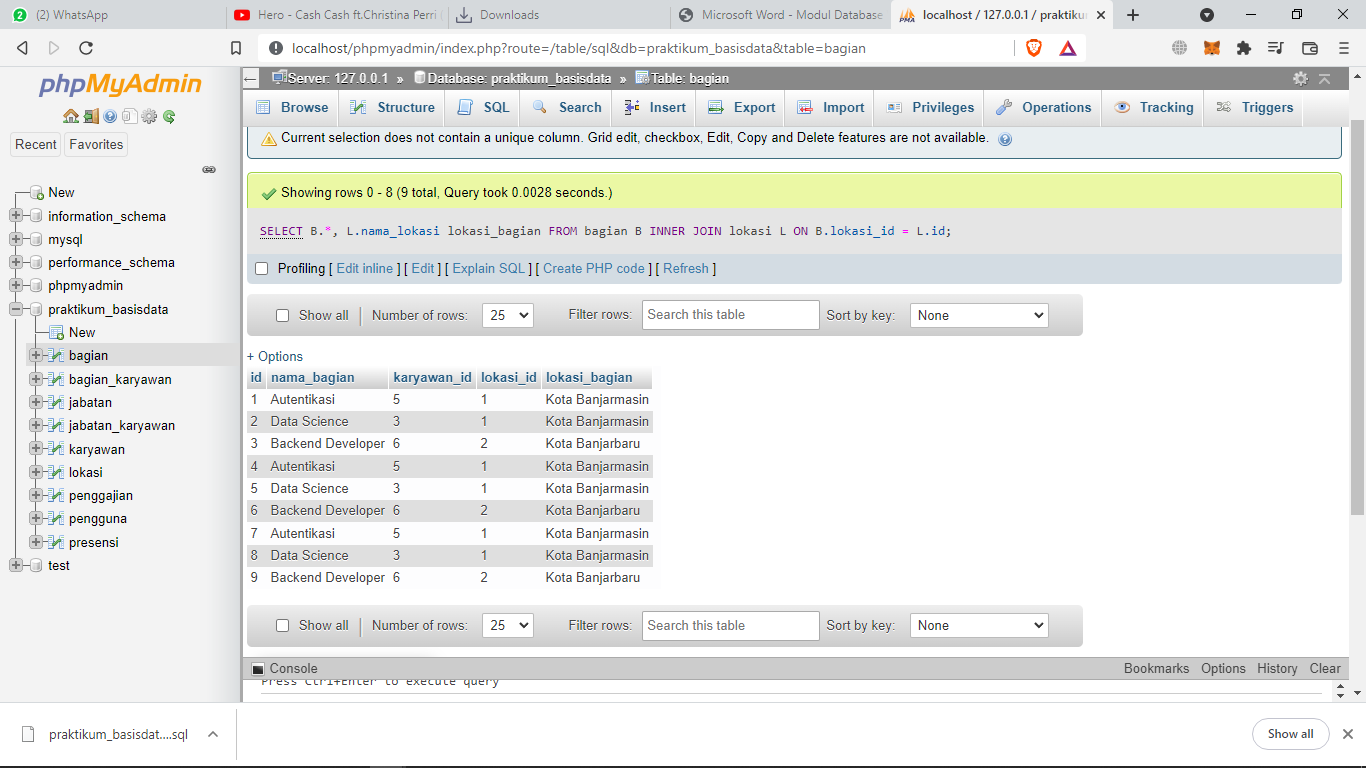 2 (2) WhatsApp
Hero - Cash Cash ft.Christina Perri (
Downloads
Microsoft Word - Modul Database
PMA localhost / 127.0.0.1 / praktiku
localhost/phpmyadmin/index.php?route=/table/sql&db=praktikum_basisdata&table=bagian
phpMyAdmin
Recent Favorites
New
information_schema
mysql
performance_schema
phpmyadmin
praktikum_basisdata
New
bagian
bagian_karyawan
jabatan
jabatan_karyawan
karyawan
lokasi
penggajian
pengguna
presensi
test
Server: 127.0.0.1 » Database: praktikum_basisdata » Table: bagian
Browse Structure SQL Search Insert Export Import Privileges Operations Tracking Triggers
Current selection does not contain a unique column. Grid edit, checkbox, Edit, Copy and Delete features are not available.
Showing rows 0 - 8 (9 total, Query took 0.0028 seconds.)
SELECT B.*, L.nama_lokasi lokasi_bagian FROM bagian B INNER JOIN lokasi L ON B.lokasi_id = L.id;
Profiling [ Edit inline ] [ Edit ] [ Explain SQL ] [ Create PHP code ] [ Refresh ]
Show all | Number of rows: 25 Filter rows: Search this table Sort by key: None
+ Options
id nama_bagian karyawan_id lokasi_id lokasi_bagian
1 Autentikasi 5 1 Kota Banjarmasin
2 Data Science 3 1 Kota Banjarmasin
3 Backend Developer 6 2 Kota Banjarbaru
4 Autentikasi 5 1 Kota Banjarmasin
5 Data Science 3 1 Kota Banjarmasin
6 Backend Developer 6 2 Kota Banjarbaru
7 Autentikasi 5 1 Kota Banjarmasin
8 Data Science 3 1 Kota Banjarmasin
9 Backend Developer 6 2 Kota Banjarbaru
Show all | Number of rows: 25 Filter rows: Search this table Sort by key: None
Console Bookmarks Options History Clear
Press Ctrl+Enter to execute query
praktikum_basisdat....sql
Show all